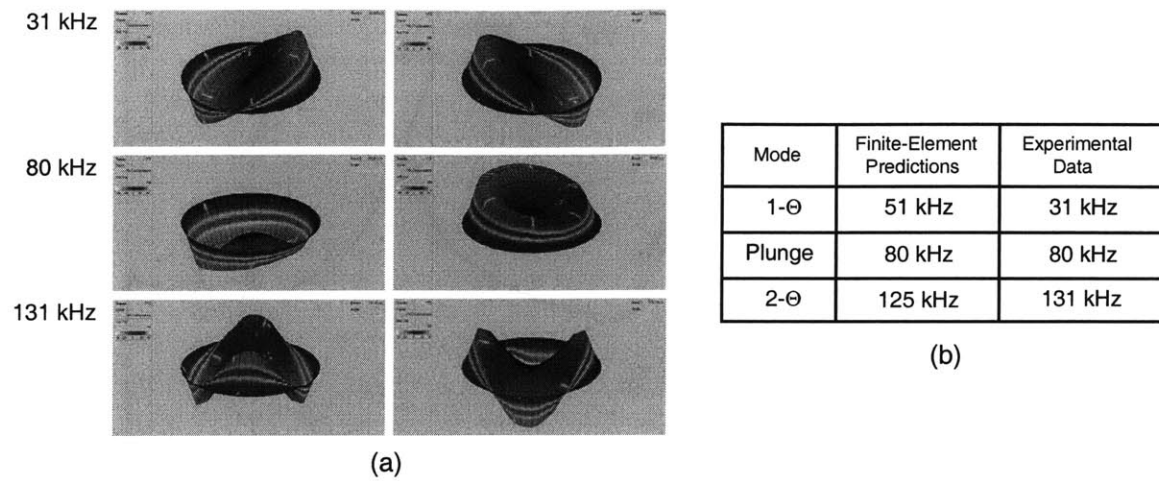 31 kHz
80 kHz
131 kHz
(a)
Mode
Finite-Element
Predictions
Experimental
Data
1-Θ
51 kHz
31 kHz
Plunge
80 kHz
80 kHz
2-Θ
125 kHz
131 kHz
(b)